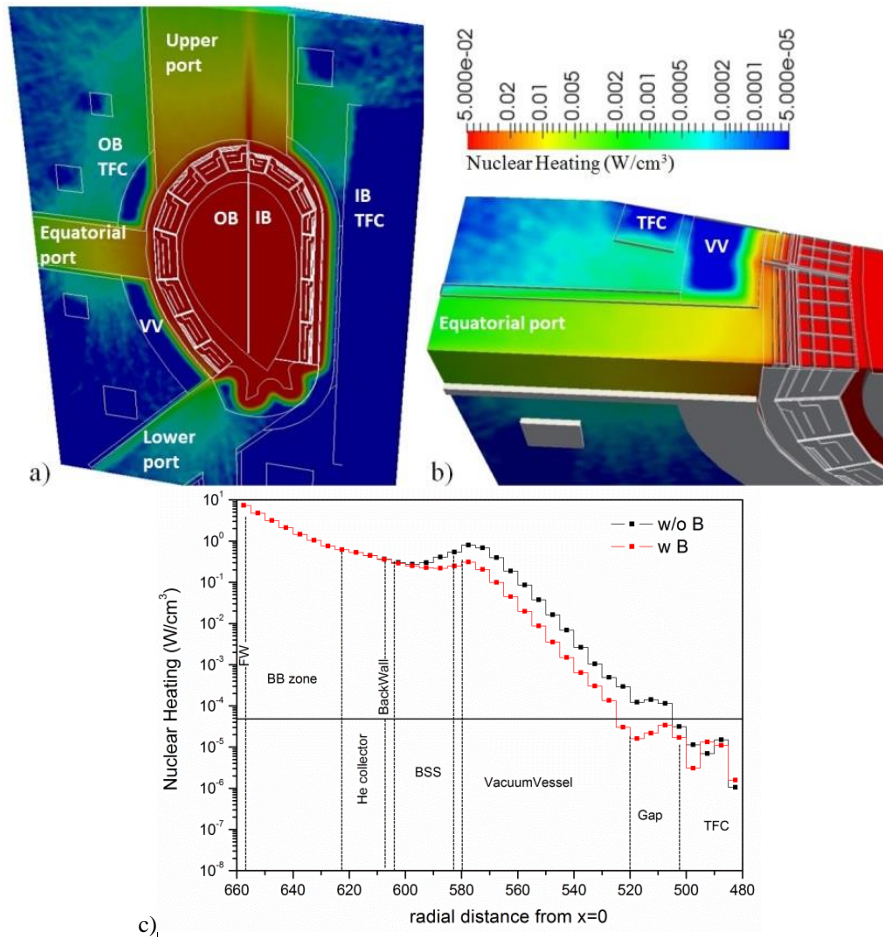 Upper
port
OB
TFC
OB IB
IB
TFC
Equatorial
port
VV
Lower
port
a)
5.000e-02 0.02 0.01 0.005 0.002 0.001 0.0005 0.0002 0.0001 5.000e-05
Nuclear Heating (W/cm³)
TFC
VV
Equatorial port
b)
Nuclear Heating (W/cm³)
10¹
10⁰
10⁻¹
10⁻²
10⁻³
10⁻⁴
10⁻⁵
10⁻⁶
10⁻⁷
10⁻⁸
w/o B
w B
FW
BB zone
BackWall
He collector
BSS
VacuumVessel
Gap
TFC
660 640 620 600 580 560 540 520 500 480
radial distance from x=0
c)